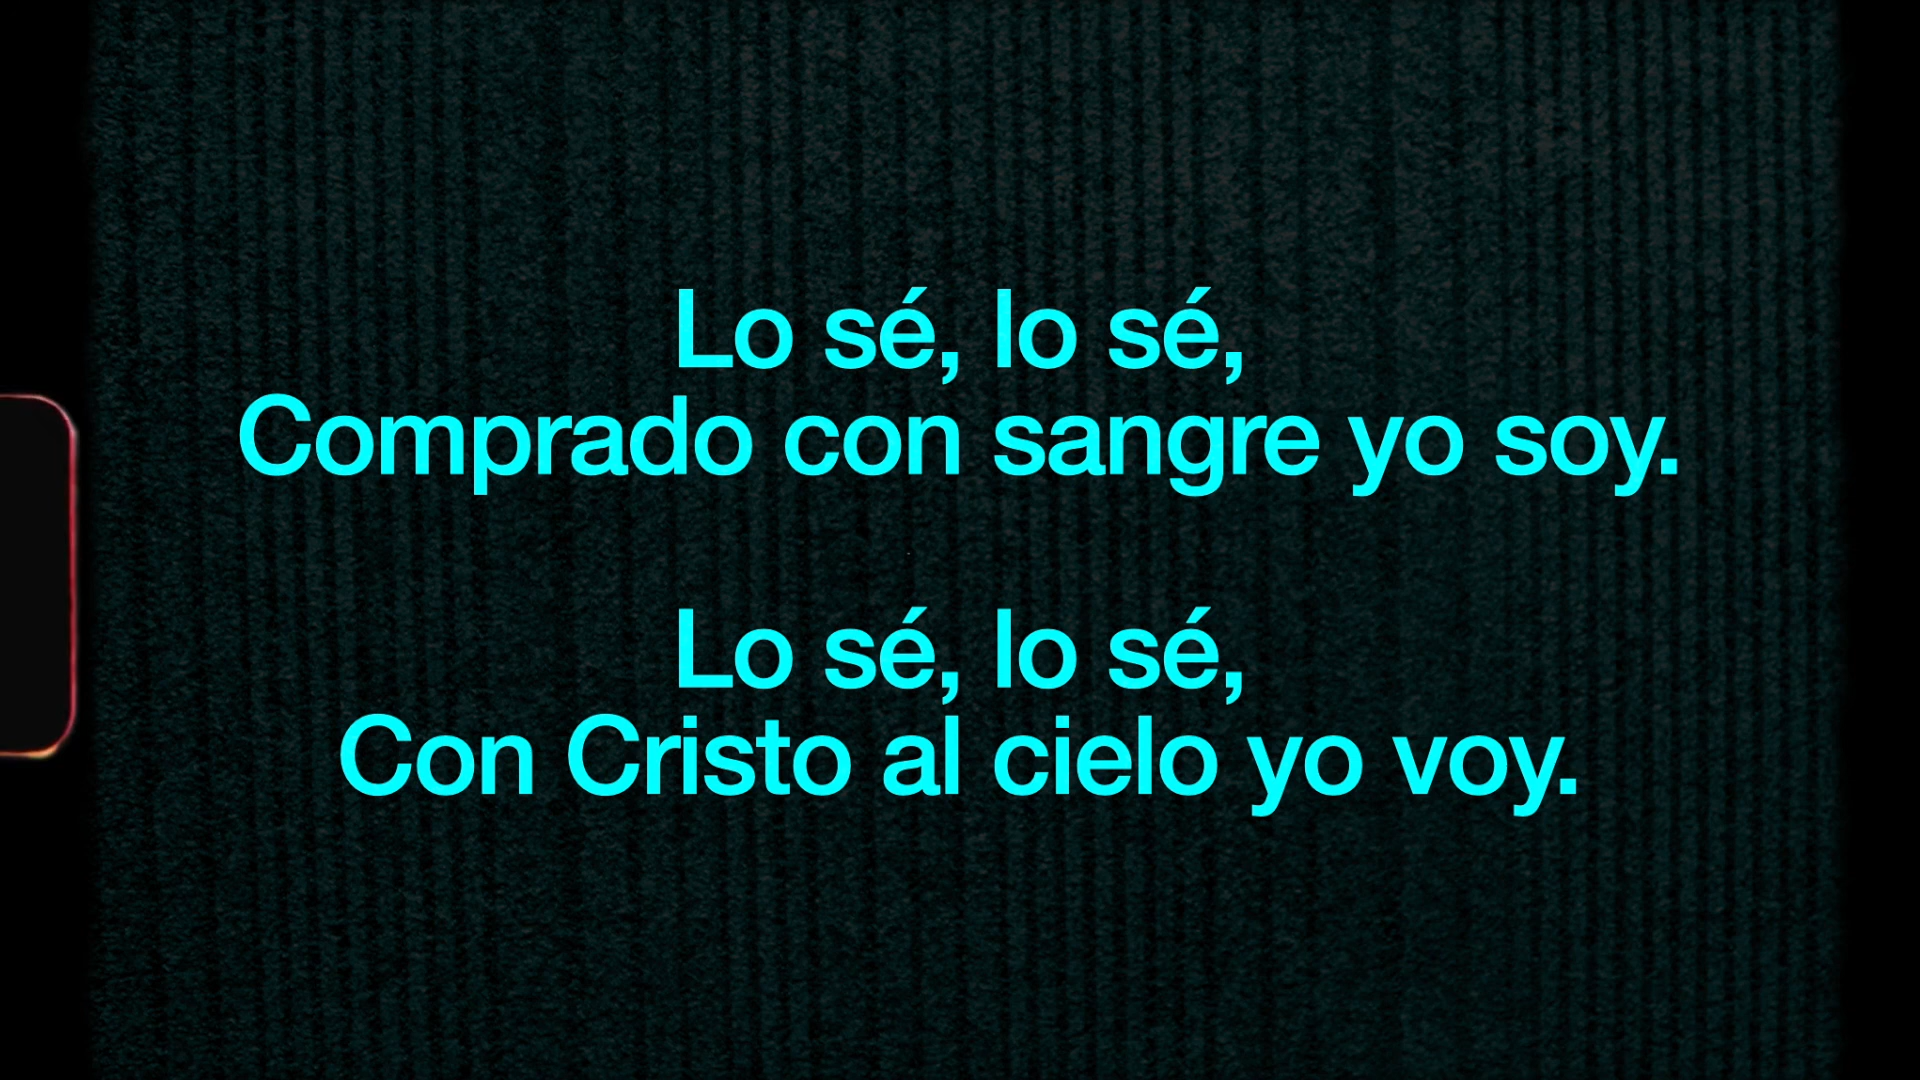 Lo sé, lo sé,
Comprado con sangre yo soy.
Lo sé, lo sé,
Con Cristo al cielo yo voy.